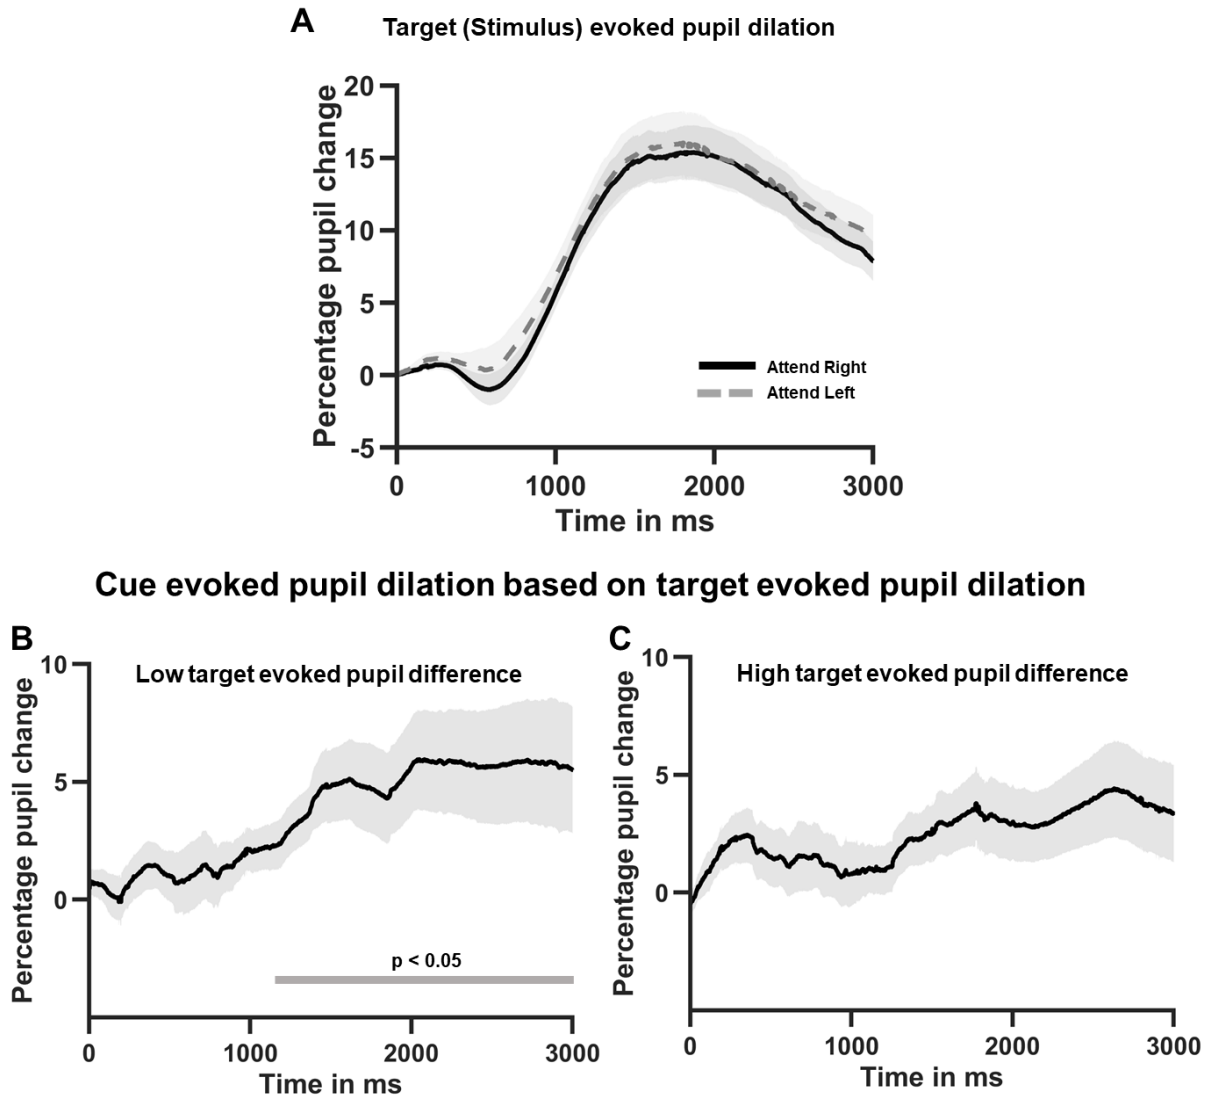 A
Target (Stimulus) evoked pupil dilation
Percentage pupil change
20
15
10
5
0
-5
Attend Right
Attend Left
0 1000 2000 3000
Time in ms
Cue evoked pupil dilation based on target evoked pupil dilation
B
Low target evoked pupil difference
Percentage pupil change
10
5
0
p < 0.05
0 1000 2000 3000
Time in ms
C
High target evoked pupil difference
Percentage pupil change
10
5
0
0 1000 2000 3000
Time in ms